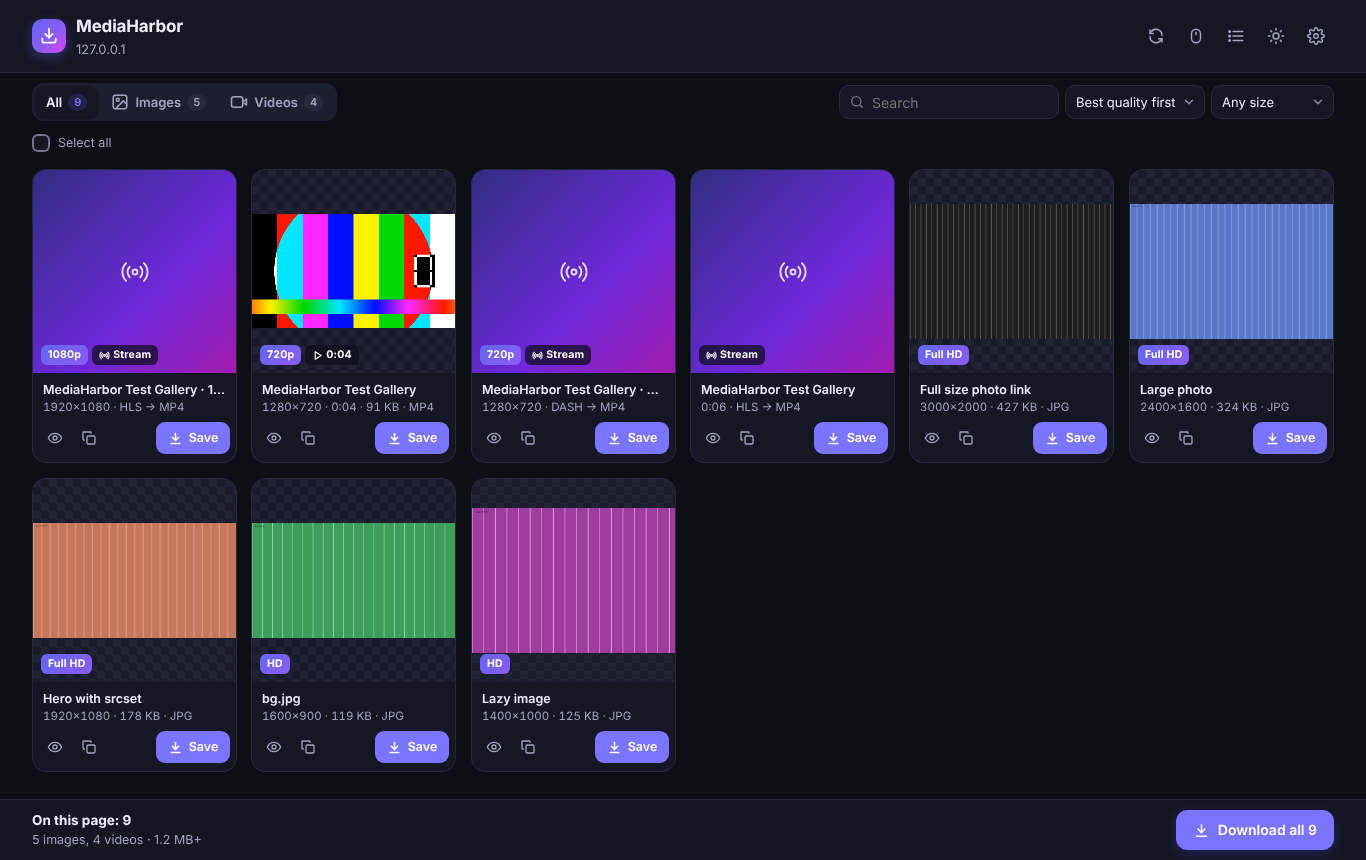 MediaHarbor
127.0.0.1
All 9 Images 5 Videos 4
Search
Best quality first
Any size
Select all
1080p Stream
MediaHarbor Test Gallery · 1...
1920×1080 · HLS → MP4
Save
720p 0:04
MediaHarbor Test Gallery
1280×720 · 0:04 · 91 KB · MP4
Save
720p Stream
MediaHarbor Test Gallery · ...
1280×720 · DASH → MP4
Save
Stream
MediaHarbor Test Gallery
0:06 · HLS → MP4
Save
Full HD
Full size photo link
3000×2000 · 427 KB · JPG
Save
Full HD
Large photo
2400×1600 · 324 KB · JPG
Save
Full HD
Hero with srcset
1920×1080 · 178 KB · JPG
Save
HD
bg.jpg
1600×900 · 119 KB · JPG
Save
HD
Lazy image
1400×1000 · 125 KB · JPG
Save
On this page: 9
5 images, 4 videos · 1.2 MB+
Download all 9